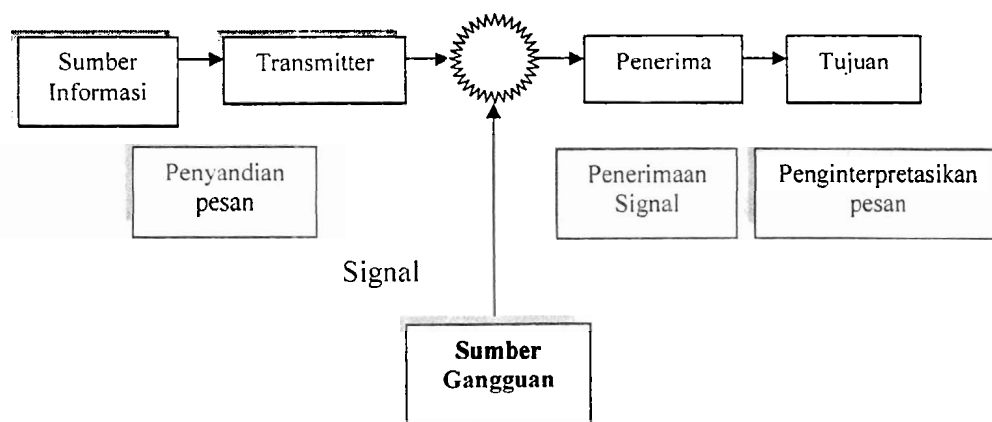 Sumber
Informasi
Transmitter
Penerima
Tujuan
Penyandian
pesan
Penerimaan
Signal
Penginterpretasikan
pesan
Signal
Sumber
Gangguan